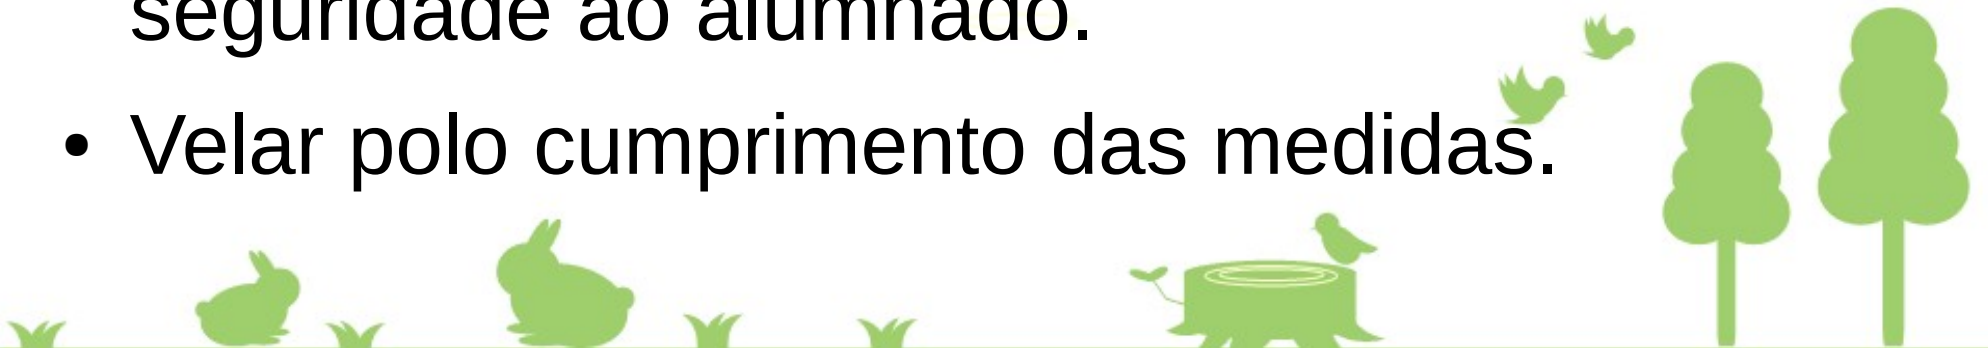 seguridade ao alumnado.
• Velar polo cumprimento das medidas.